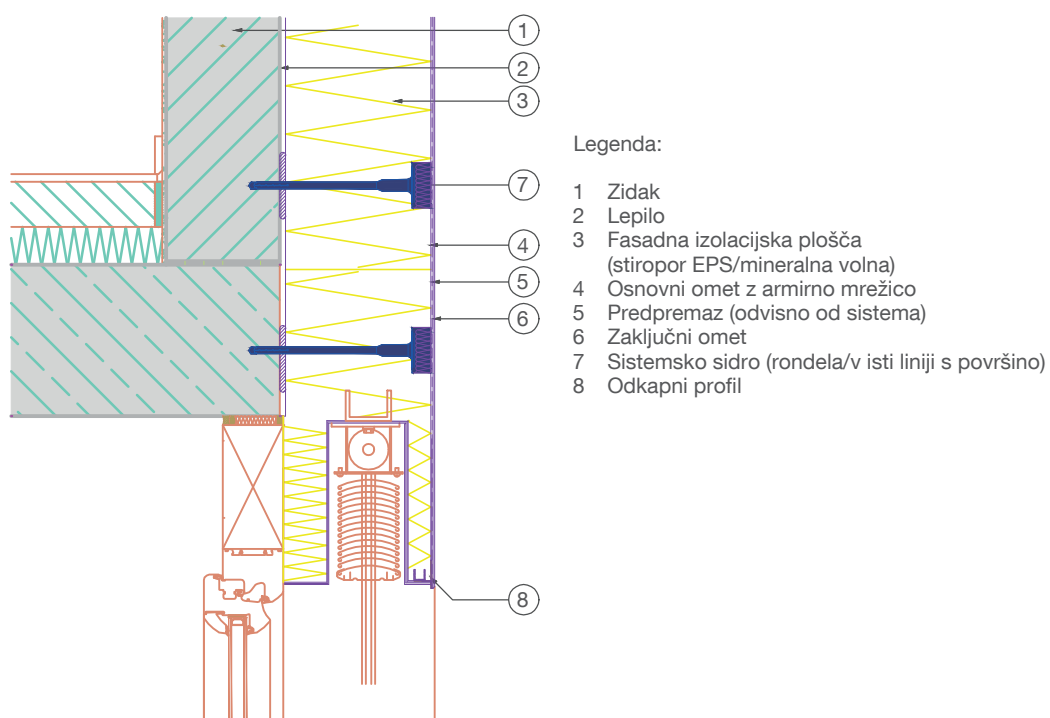 1
2
3
7
4
5
6
8
Legenda:
1 Zidak
2 Lepilo
3 Fasadna izolacijska plošča
(stiropor EPS/mineralna volna)
4 Osnovni omet z armirno mrežico
5 Predpremaz (odvisno od sistema)
6 Zaključni omet
7 Sistemsko sidro (rondela/v isti liniji s površino)
8 Odkapni profil